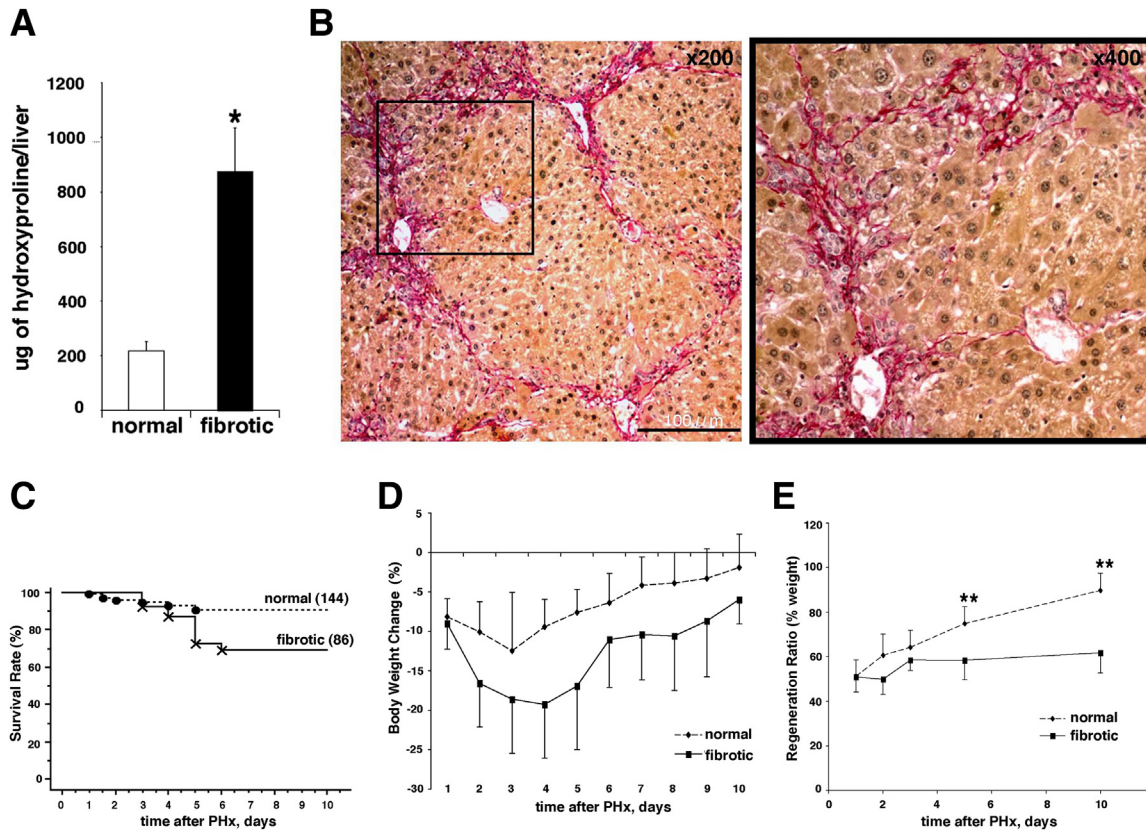 A
ug of hydroxyproline/liver
1200
1000
800
600
400
200
0
*
normal fibrotic
B
x200
100μm
x400
C
Survival Rate (%)
100
80
60
40
20
0
normal (144)
fibrotic (86)
0 1 2 3 4 5 6 7 8 9 10
time after PHx, days
D
Body Weight Change (%)
5
0
-5
-10
-15
-20
-25
-30
normal
fibrotic
1 2 3 4 5 6 7 8 9 10
time after PHx, days
E
Regeneration Ratio (% weight)
120
100
80
60
40
20
0
**
**
normal
fibrotic
0 2 4 6 8 10
time after PHx, days